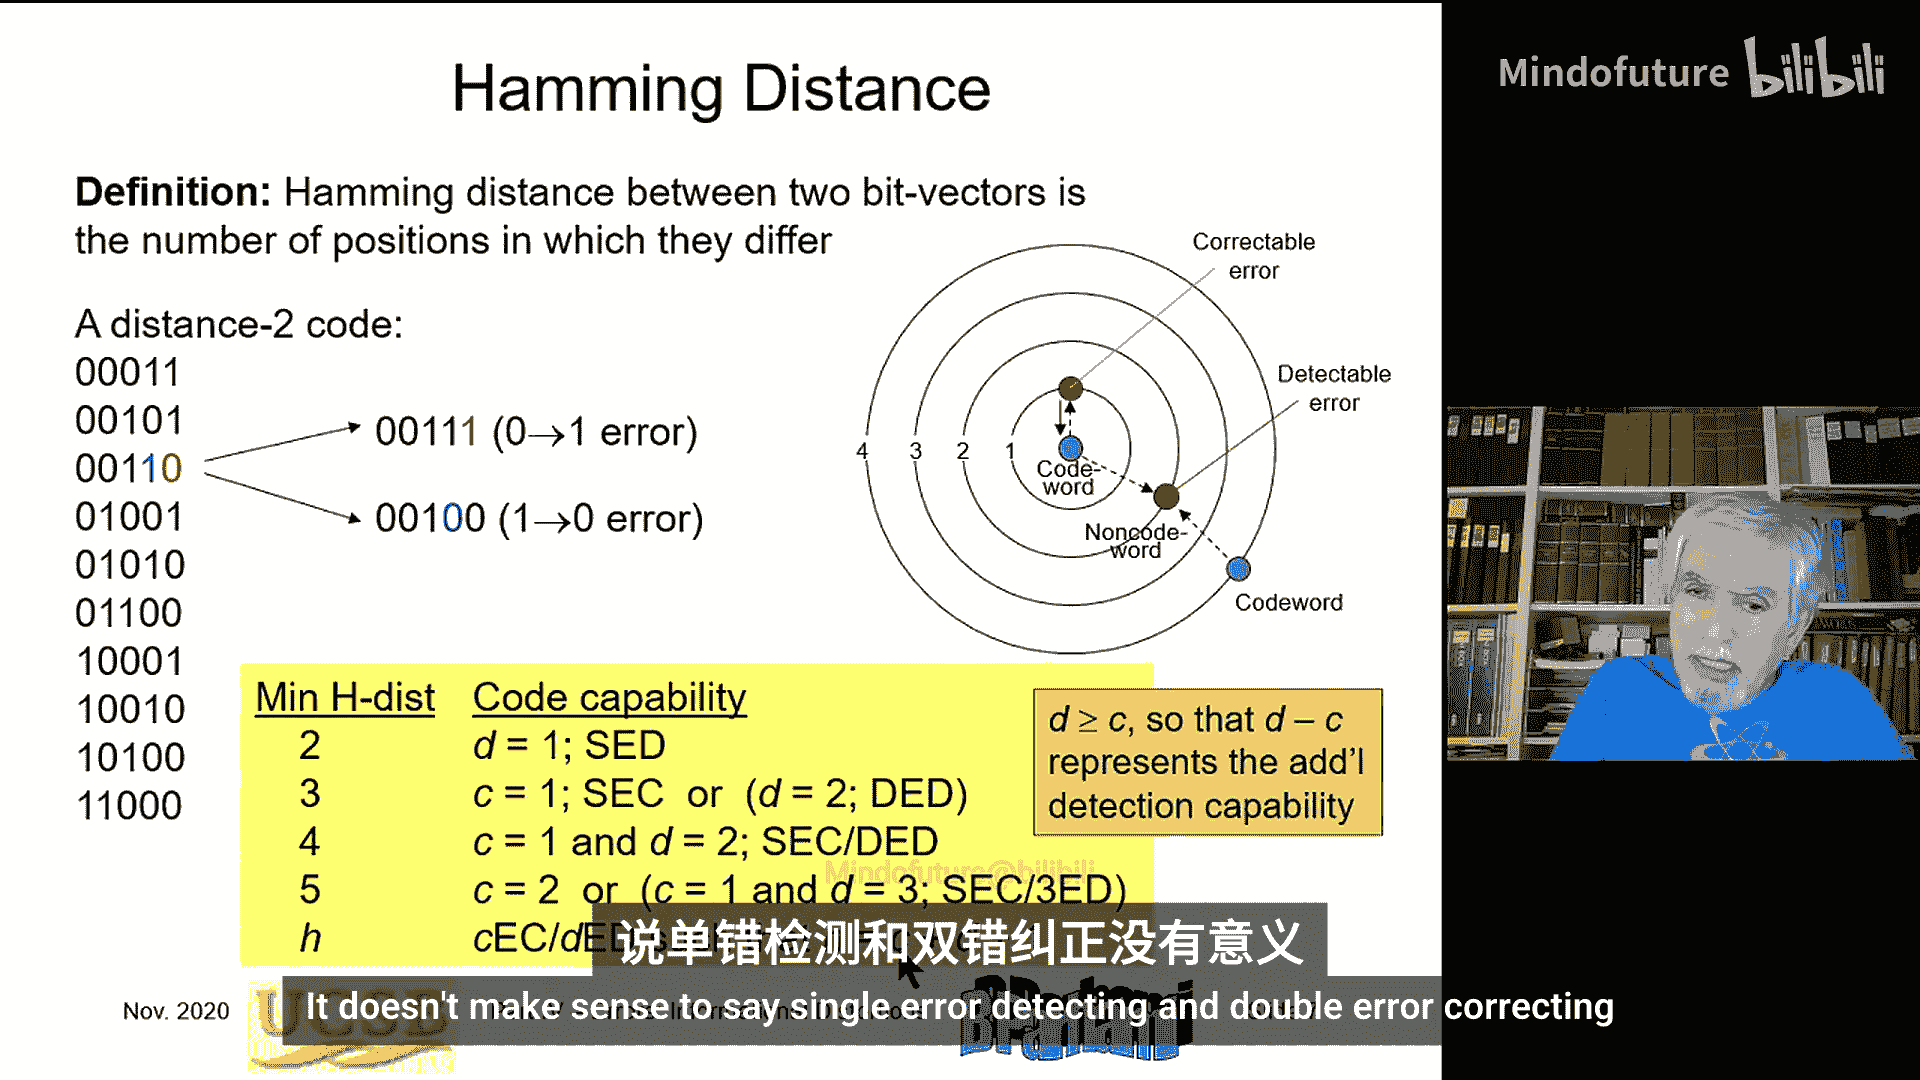 Hamming Distance
Mindofuture bilibili
Definition: Hamming distance between two bit-vectors is
the number of positions in which they differ
A distance-2 code:
00011
00101
00110
01001
01010
01100
10001
10010
10100
11000
00111 (0→1 error)
00100 (1→0 error)
Correctable
error
Detectable
error
4 3 2 1
Code-
word
Noncode-
word
Codeword
Min H-dist Code capability
2 d = 1; SED
3 c = 1; SEC or (d = 2; DED)
4 c = 1 and d = 2; SEC/DED
5 c = 2 or (c = 1 and d = 3; SEC/3ED)
h cEC/dED
d ≥ c, so that d – c
represents the add'l
detection capability
Mindofuture@bilibili
说单错检测和双错纠正没有意义
It doesn't make sense to say single error detecting and double error correcting
Nov. 2020
UCSB
B. Parhami